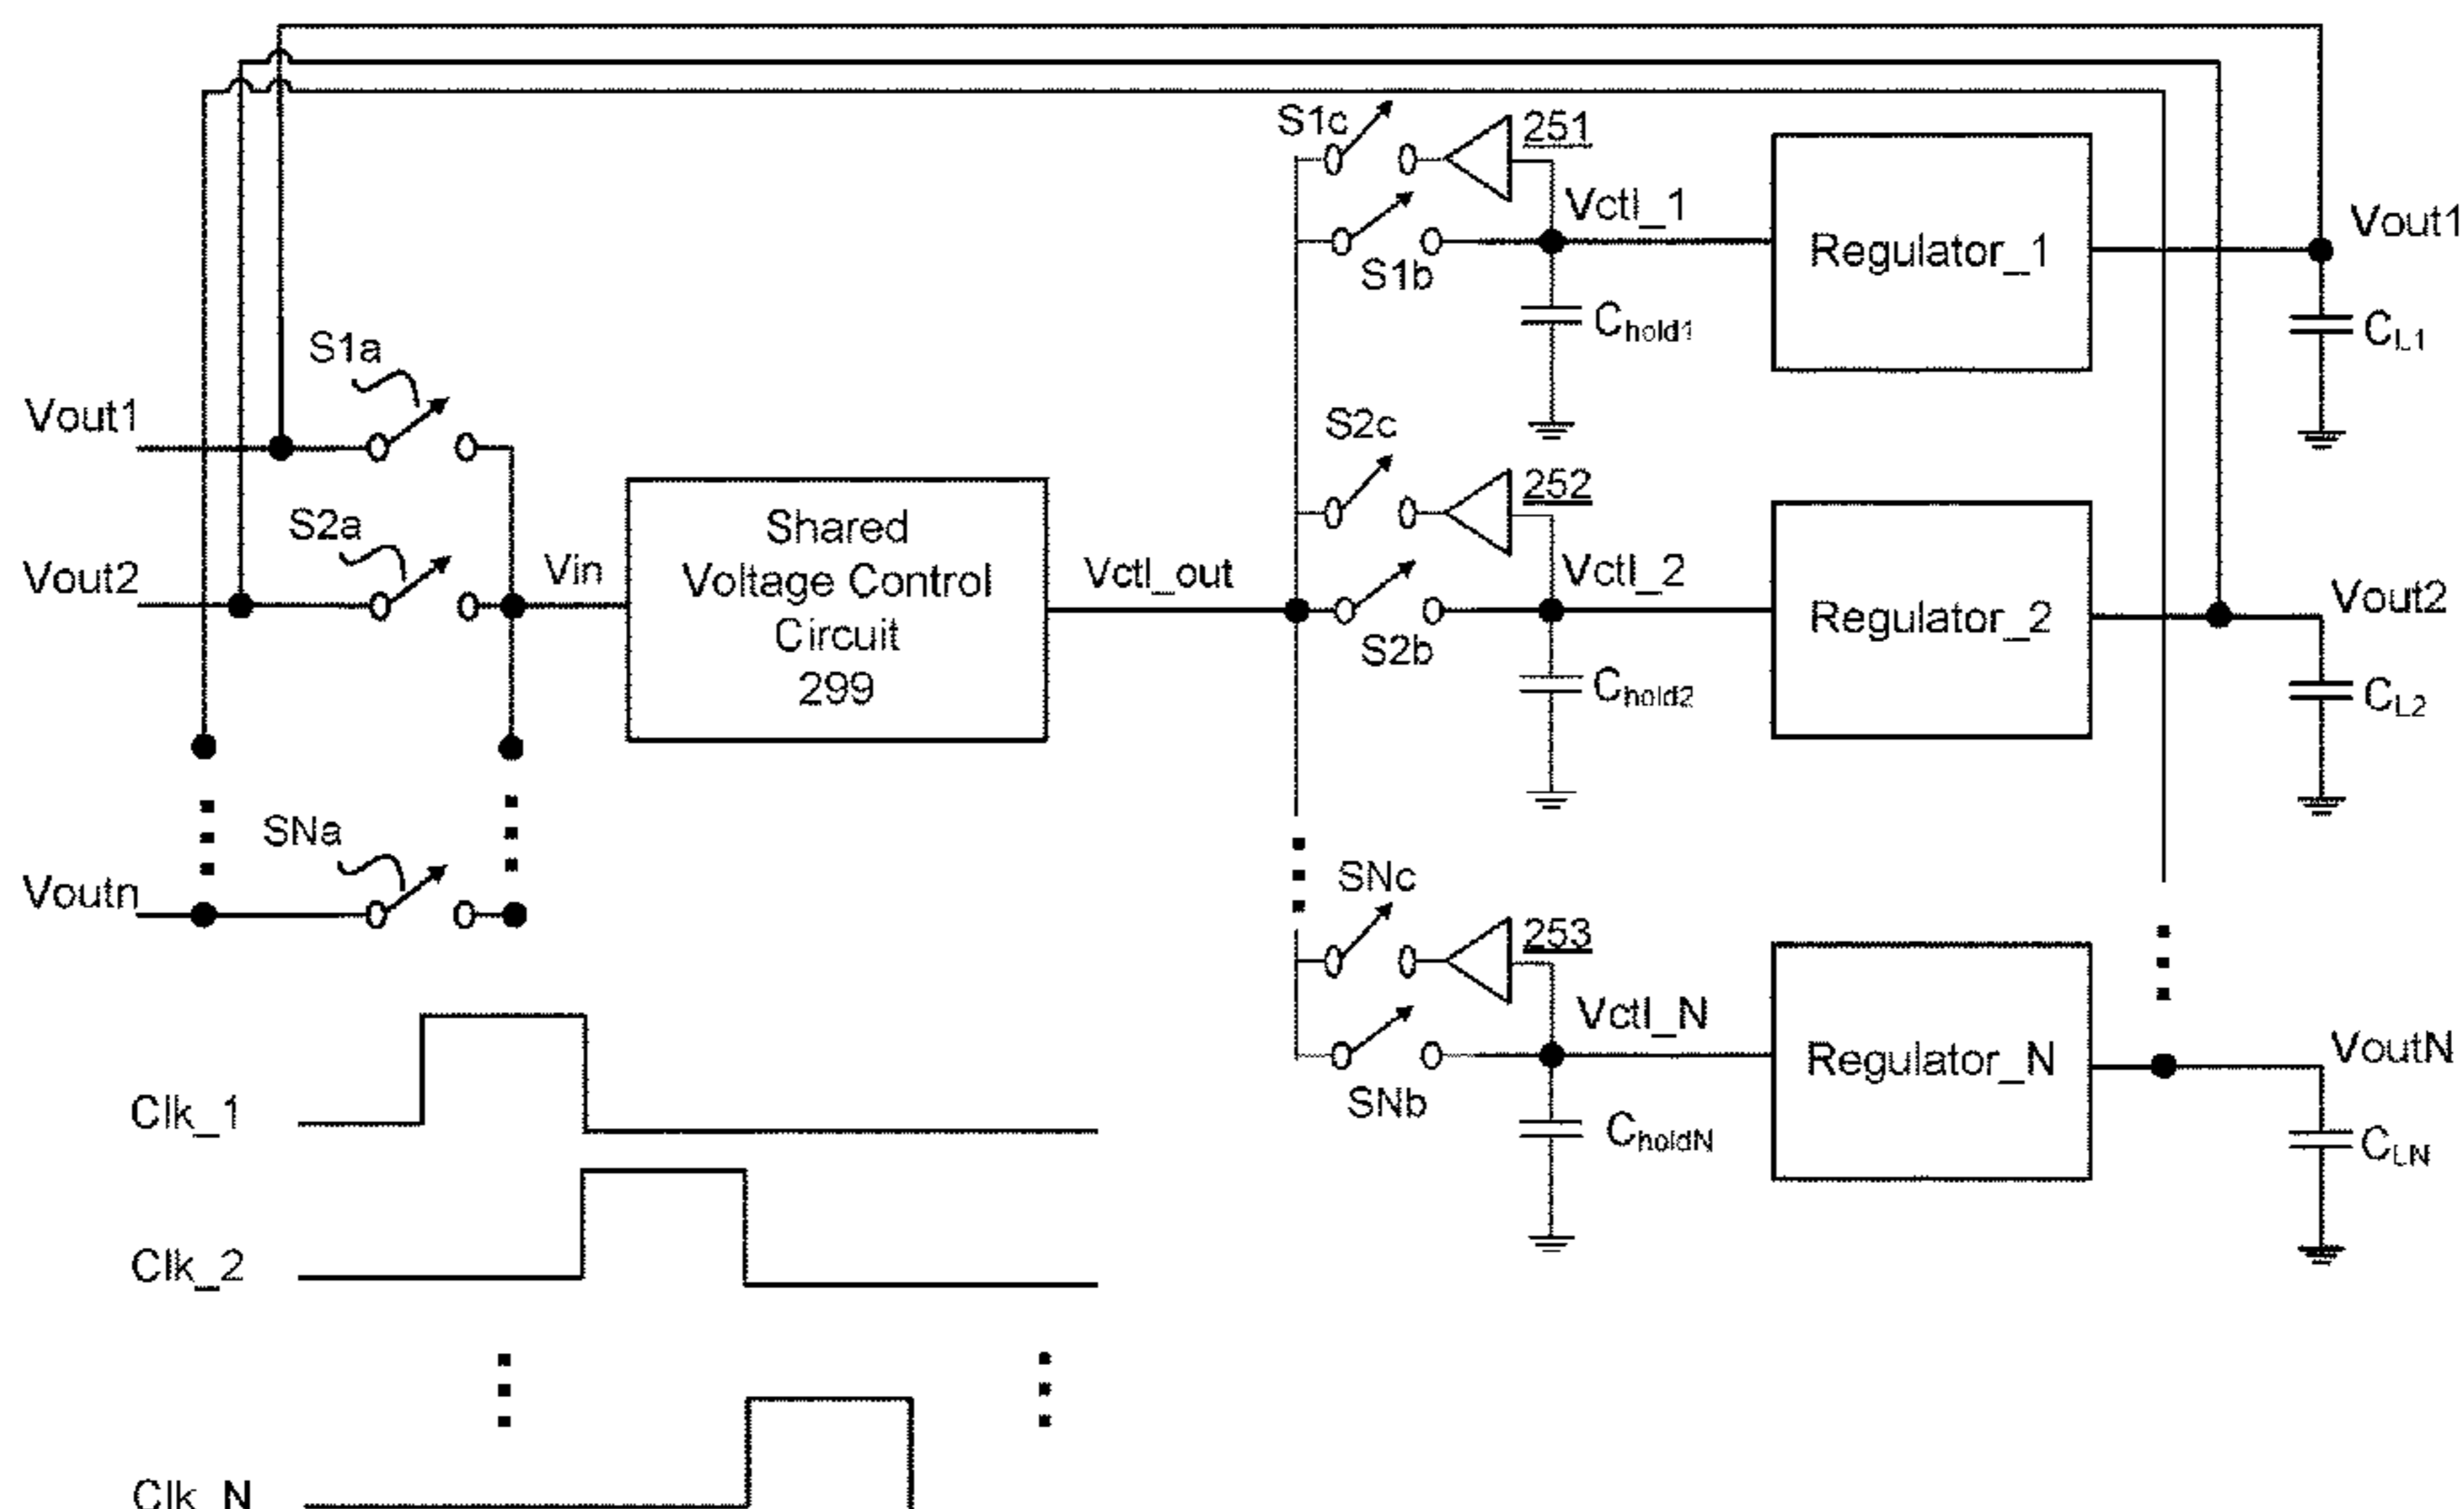 S1c
251
Vctl_1
Vout1
Regulator_1
S1b
Chold1
CL1
S1a
Vout1
S2c
252
S2a
Shared
Voltage Control
Circuit
299
Vin
Vctl_out
Vctl_2
Vout2
Vout2
Regulator_2
S2b
Chold2
CL2
SNa
Voutn
SNc
253
Vctl_N
VoutN
Regulator_N
SNb
CholdN
CLN
Clk_1
Clk_2
Clk_N